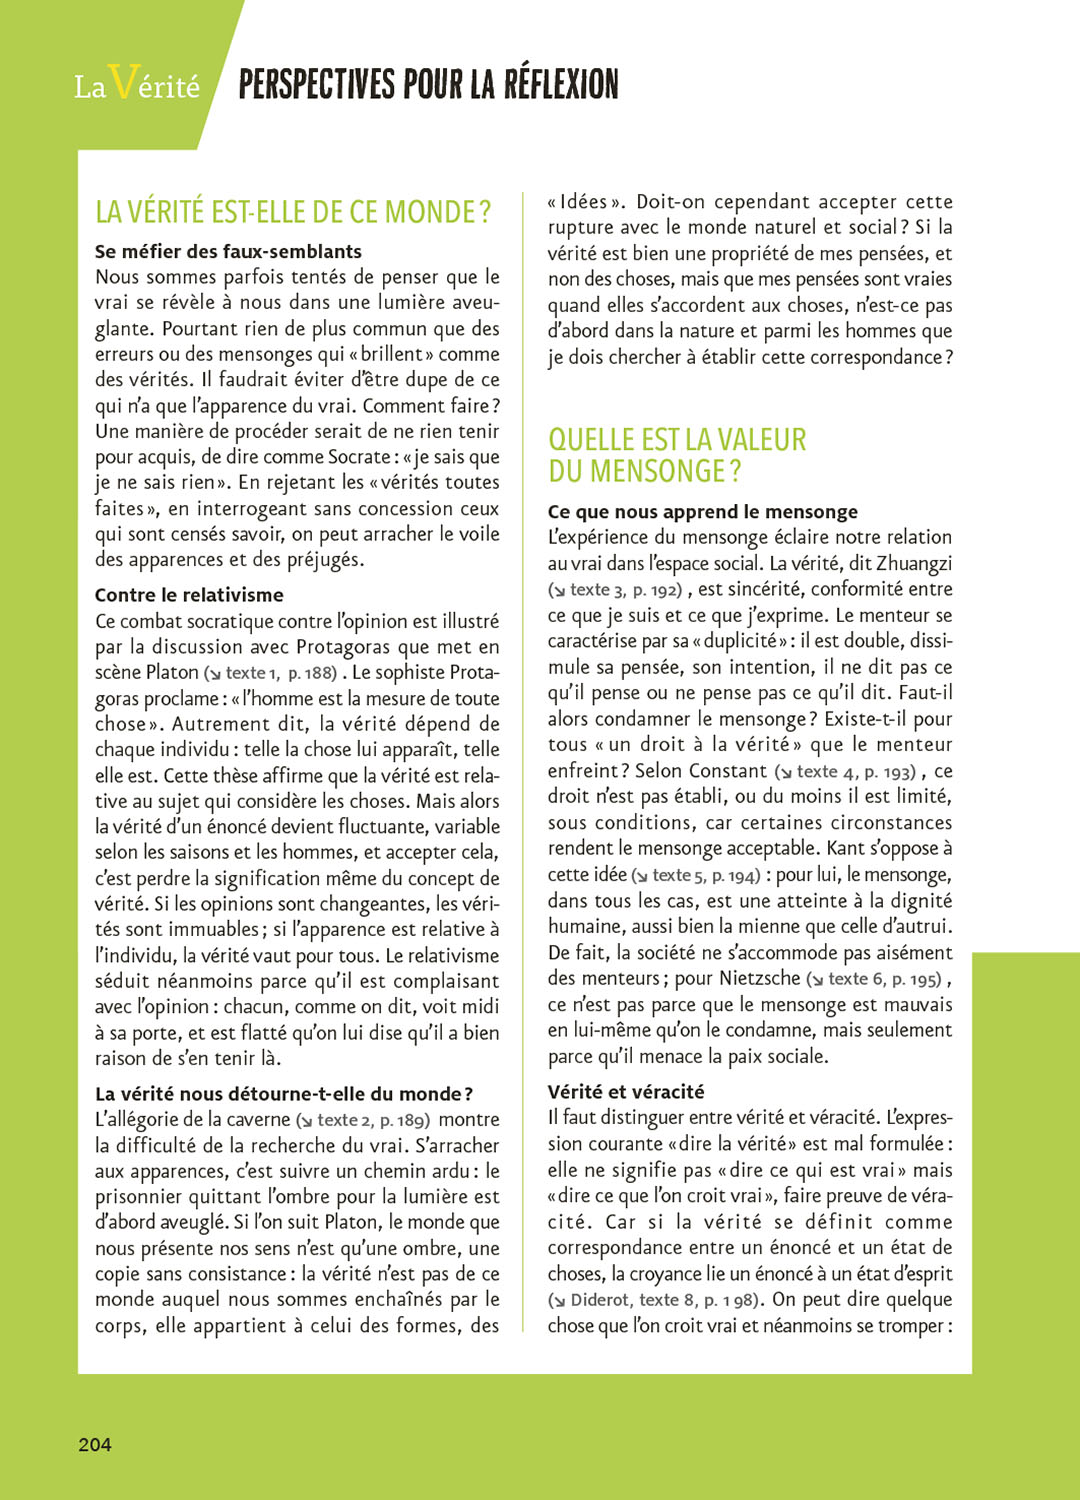 La Vérité
PERSPECTIVES POUR LA RÉFLEXION
LA VÉRITÉ EST-ELLE DE CE MONDE ?
Se méfier des faux-semblants
Nous sommes parfois tentés de penser que le
vrai se révèle à nous dans une lumière aveu-
glante. Pourtant rien de plus commun que des
erreurs ou des mensonges qui « brillent » comme
des vérités. Il faudrait éviter d’être dupe de ce
qui n’a que l’apparence du vrai. Comment faire ?
Une manière de procéder serait de ne rien tenir
pour acquis, de dire comme Socrate : « je sais que
je ne sais rien ». En rejetant les « vérités toutes
faites », en interrogeant sans concession ceux
qui sont censés savoir, on peut arracher le voile
des apparences et des préjugés.
Contre le relativisme
Ce combat socratique contre l’opinion est illustré
par la discussion avec Protagoras que met en
scène Platon (↘ texte 1, p. 188) . Le sophiste Prota-
goras proclame : « l’homme est la mesure de toute
chose ». Autrement dit, la vérité dépend de
chaque individu : telle la chose lui apparaît, telle
elle est. Cette thèse affirme que la vérité est rela-
tive au sujet qui considère les choses. Mais alors
la vérité d’un énoncé devient fluctuante, variable
selon les saisons et les hommes, et accepter cela,
c’est perdre la signification même du concept de
vérité. Si les opinions sont changeantes, les véri-
tés sont immuables ; si l’apparence est relative à
l’individu, la vérité vaut pour tous. Le relativisme
séduit néanmoins parce qu’il est complaisant
avec l’opinion : chacun, comme on dit, voit midi
à sa porte, et est flatté qu’on lui dise qu’il a bien
raison de s’en tenir là.
La vérité nous détourne-t-elle du monde ?
L’allégorie de la caverne (↘ texte 2, p. 189) montre
la difficulté de la recherche du vrai. S’arracher
aux apparences, c’est suivre un chemin ardu : le
prisonnier quittant l’ombre pour la lumière est
d’abord aveuglé. Si l’on suit Platon, le monde que
nous présente nos sens n’est qu’une ombre, une
copie sans consistance : la vérité n’est pas de ce
monde auquel nous sommes enchaînés par le
corps, elle appartient à celui des formes, des
« Idées ». Doit-on cependant accepter cette
rupture avec le monde naturel et social ? Si la
vérité est bien une propriété de mes pensées, et
non des choses, mais que mes pensées sont vraies
quand elles s’accordent aux choses, n’est-ce pas
d’abord dans la nature et parmi les hommes que
je dois chercher à établir cette correspondance ?
QUELLE EST LA VALEUR
DU MENSONGE ?
Ce que nous apprend le mensonge
L’expérience du mensonge éclaire notre relation
au vrai dans l’espace social. La vérité, dit Zhuangzi
(↘ texte 3, p. 192) , est sincérité, conformité entre
ce que je suis et ce que j’exprime. Le menteur se
caractérise par sa « duplicité » : il est double, dissi-
mule sa pensée, son intention, il ne dit pas ce
qu’il pense ou ne pense pas ce qu’il dit. Faut-il
alors condamner le mensonge ? Existe-t-il pour
tous « un droit à la vérité » que le menteur
enfreint ? Selon Constant (↘ texte 4, p. 193) , ce
droit n’est pas établi, ou du moins il est limité,
sous conditions, car certaines circonstances
rendent le mensonge acceptable. Kant s’oppose à
cette idée (↘ texte 5, p. 194) : pour lui, le mensonge,
dans tous les cas, est une atteinte à la dignité
humaine, aussi bien la mienne que celle d’autrui.
De fait, la société ne s’accommode pas aisément
des menteurs ; pour Nietzsche (↘ texte 6, p. 195) ,
ce n’est pas parce que le mensonge est mauvais
en lui-même qu’on le condamne, mais seulement
parce qu’il menace la paix sociale.
Vérité et véracité
Il faut distinguer entre vérité et véracité. L’expres-
sion courante « dire la vérité » est mal formulée :
elle ne signifie pas « dire ce qui est vrai » mais
« dire ce que l’on croit vrai », faire preuve de véra-
cité. Car si la vérité se définit comme
correspondance entre un énoncé et un état de
choses, la croyance lie un énoncé à un état d’esprit
(↘ Diderot, texte 8, p. 1 98). On peut dire quelque
chose que l’on croit vrai et néanmoins se tromper :
204